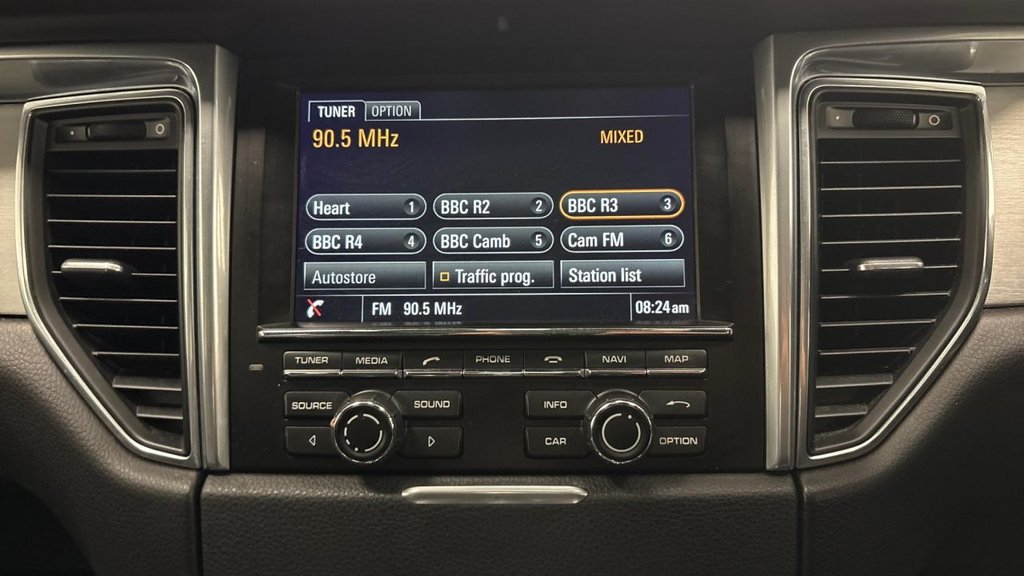 TUNER OPTION
90.5 MHz MIXED
Heart 1 BBC R2 2 BBC R3 3
BBC R4 4 BBC Camb 5 Cam FM 6
Autostore Traffic prog. Station list
FM 90.5 MHz 08:24am
TUNER MEDIA PHONE NAVI MAP
SOURCE SOUND INFO
CAR OPTION